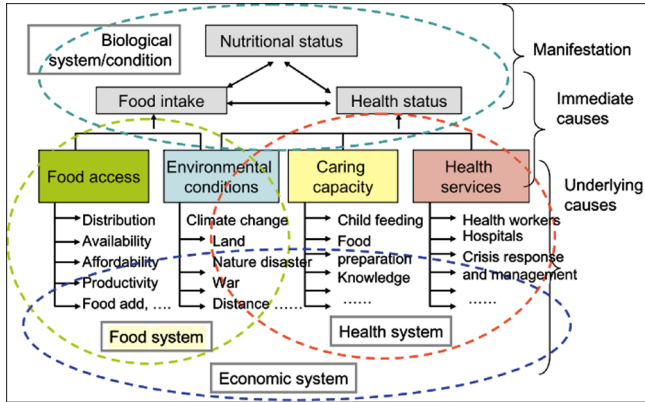 Biological
system/condition
Nutritional status
Manifestation
Food intake
Health status
Immediate
causes
Food access
Environmental
conditions
Caring
capacity
Health
services
Underlying
causes
Distribution
Availability
Affordability
Productivity
Food add, ....
Climate change
Land
Nature disaster
War
Distance ......
Child feeding
Food
preparation
Knowledge
......
Health workers
Hospitals
Crisis response
and management
......
Food system
Health system
Economic system